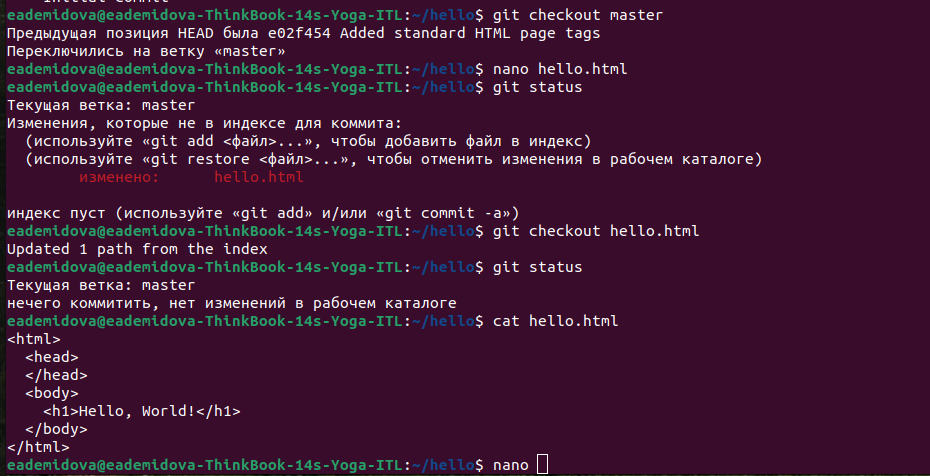 eademidova@eademidova-ThinkBook-14s-Yoga-ITL:~/hello$ git checkout master
Предыдущая позиция HEAD была e02f454 Added standard HTML page tags
Переключились на ветку «master»
eademidova@eademidova-ThinkBook-14s-Yoga-ITL:~/hello$ nano hello.html
eademidova@eademidova-ThinkBook-14s-Yoga-ITL:~/hello$ git status
Текущая ветка: master
Изменения, которые не в индексе для коммита:
  (используйте «git add <файл>...», чтобы добавить файл в индекс)
  (используйте «git restore <файл>...», чтобы отменить изменения в рабочем каталоге)
        изменено:      hello.html

индекс пуст (используйте «git add» и/или «git commit -a»)
eademidova@eademidova-ThinkBook-14s-Yoga-ITL:~/hello$ git checkout hello.html
Updated 1 path from the index
eademidova@eademidova-ThinkBook-14s-Yoga-ITL:~/hello$ git status
Текущая ветка: master
нечего коммитить, нет изменений в рабочем каталоге
eademidova@eademidova-ThinkBook-14s-Yoga-ITL:~/hello$ cat hello.html
<html>
  <head>
  </head>
  <body>
    <h1>Hello, World!</h1>
  </body>
</html>
eademidova@eademidova-ThinkBook-14s-Yoga-ITL:~/hello$ nano